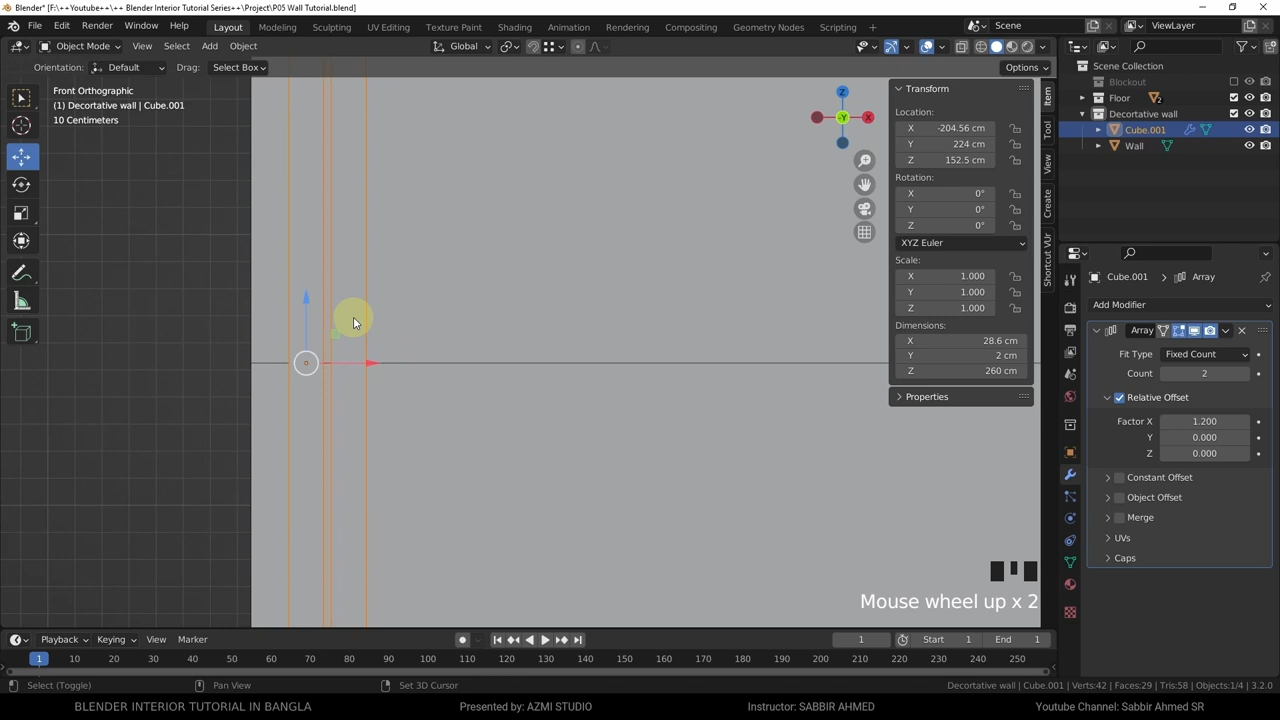 Blender* [F:\++Youtube++\++ Blender Interior Tutorial Series++\Project\P05 Wall Tutorial.blend]
File Edit Render Window Help Layout Modeling Sculpting UV Editing Texture Paint Shading Animation Rendering Compositing Geometry Nodes Scripting + Scene ViewLayer
Object Mode View Select Add Object Global
Orientation: Default Drag: Select Box Options
Front Orthographic
(1) Decorative wall | Cube.001
10 Centimeters
Z
-Y
X
Transform
Location:
X -204.56 cm
Y 224 cm
Z 152.5 cm
Rotation:
X 0°
Y 0°
Z 0°
XYZ Euler
Scale:
X 1.000
Y 1.000
Z 1.000
Dimensions:
X 28.6 cm
Y 2 cm
Z 260 cm
Properties
Item
Tool
View
Create
Shortcut VUr
Scene Collection
Blockout
Floor 2
Decorative wall
Cube.001
Wall
Cube.001 > Array
Add Modifier
Array
Fit Type Fixed Count
Count 2
Relative Offset
Factor X 1.200
Y 0.000
Z 0.000
Constant Offset
Object Offset
Merge
UVs
Caps
Mouse wheel up x 2
Playback Keying View Marker 1 Start 1 End 1
1 10 20 30 40 50 60 70 80 90 100 110 120 130 140 150 160 170 180 190 200 210 220 230 240 250
Select (Toggle) Pan View Set 3D Cursor Decorative wall | Cube.001 | Verts:42 | Faces:29 | Tris:58 | Objects:1/4 | 3.2.0
BLENDER INTERIOR TUTORIAL IN BANGLA Presented by: AZMI STUDIO Instructor: SABBIR AHMED Youtube Channel: Sabbir Ahmed SR